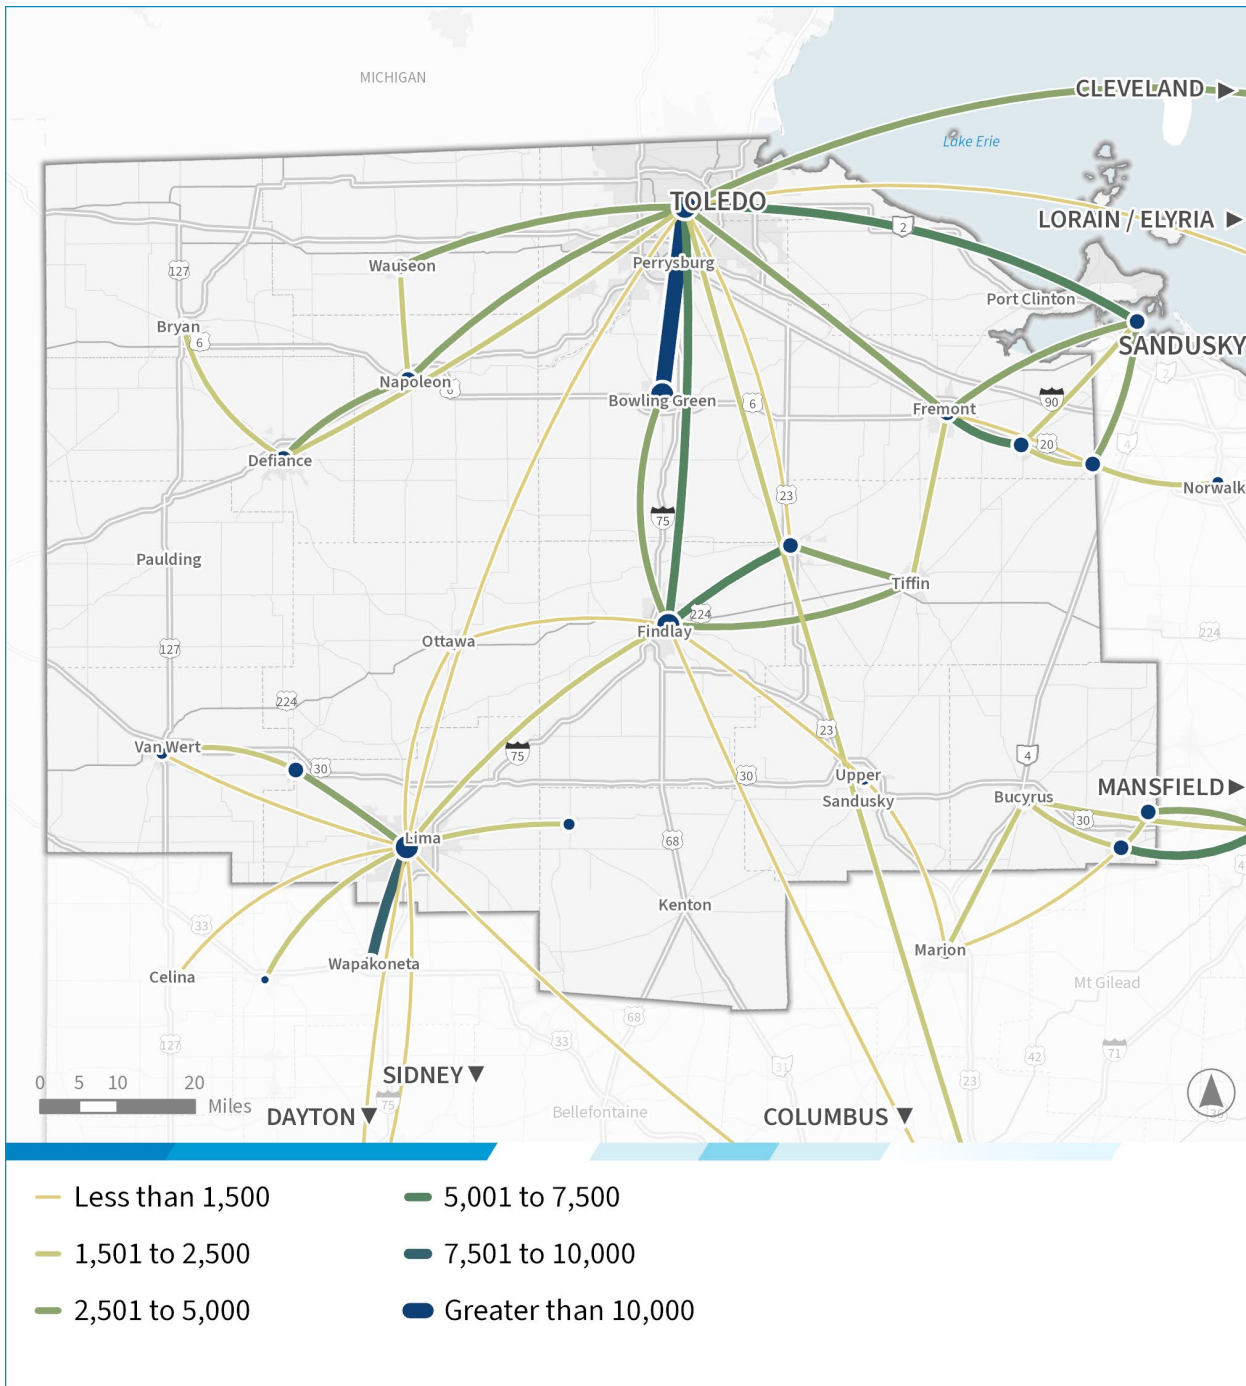 MICHIGAN
CLEVELAND ►
Lake Erie
TOLEDO
LORAIN / ELYRIA ►
2
Perrysburg
Wauseon
127
Port Clinton
Bryan
6
SANDUSKY
2
Napoleon
6
Bowling Green
6
90
Fremont
20
4
Defiance
Norwalk
23
75
Paulding
Tiffin
224
Findlay
224
Ottawa
127
224
23
Van Wert
75
30
30
4
Upper
Sandusky
MANSFIELD ►
Bucyrus
30
Lima
68
Kenton
33
Marion
Wapakoneta
Celina
Mt Gilead
68
127
33
71
42
31
23
SIDNEY ▼
0 5 10 20
Miles
75
Bellefontaine
DAYTON ▼
COLUMBUS ▼
36
Less than 1,500
1,501 to 2,500
2,501 to 5,000
5,001 to 7,500
7,501 to 10,000
Greater than 10,000